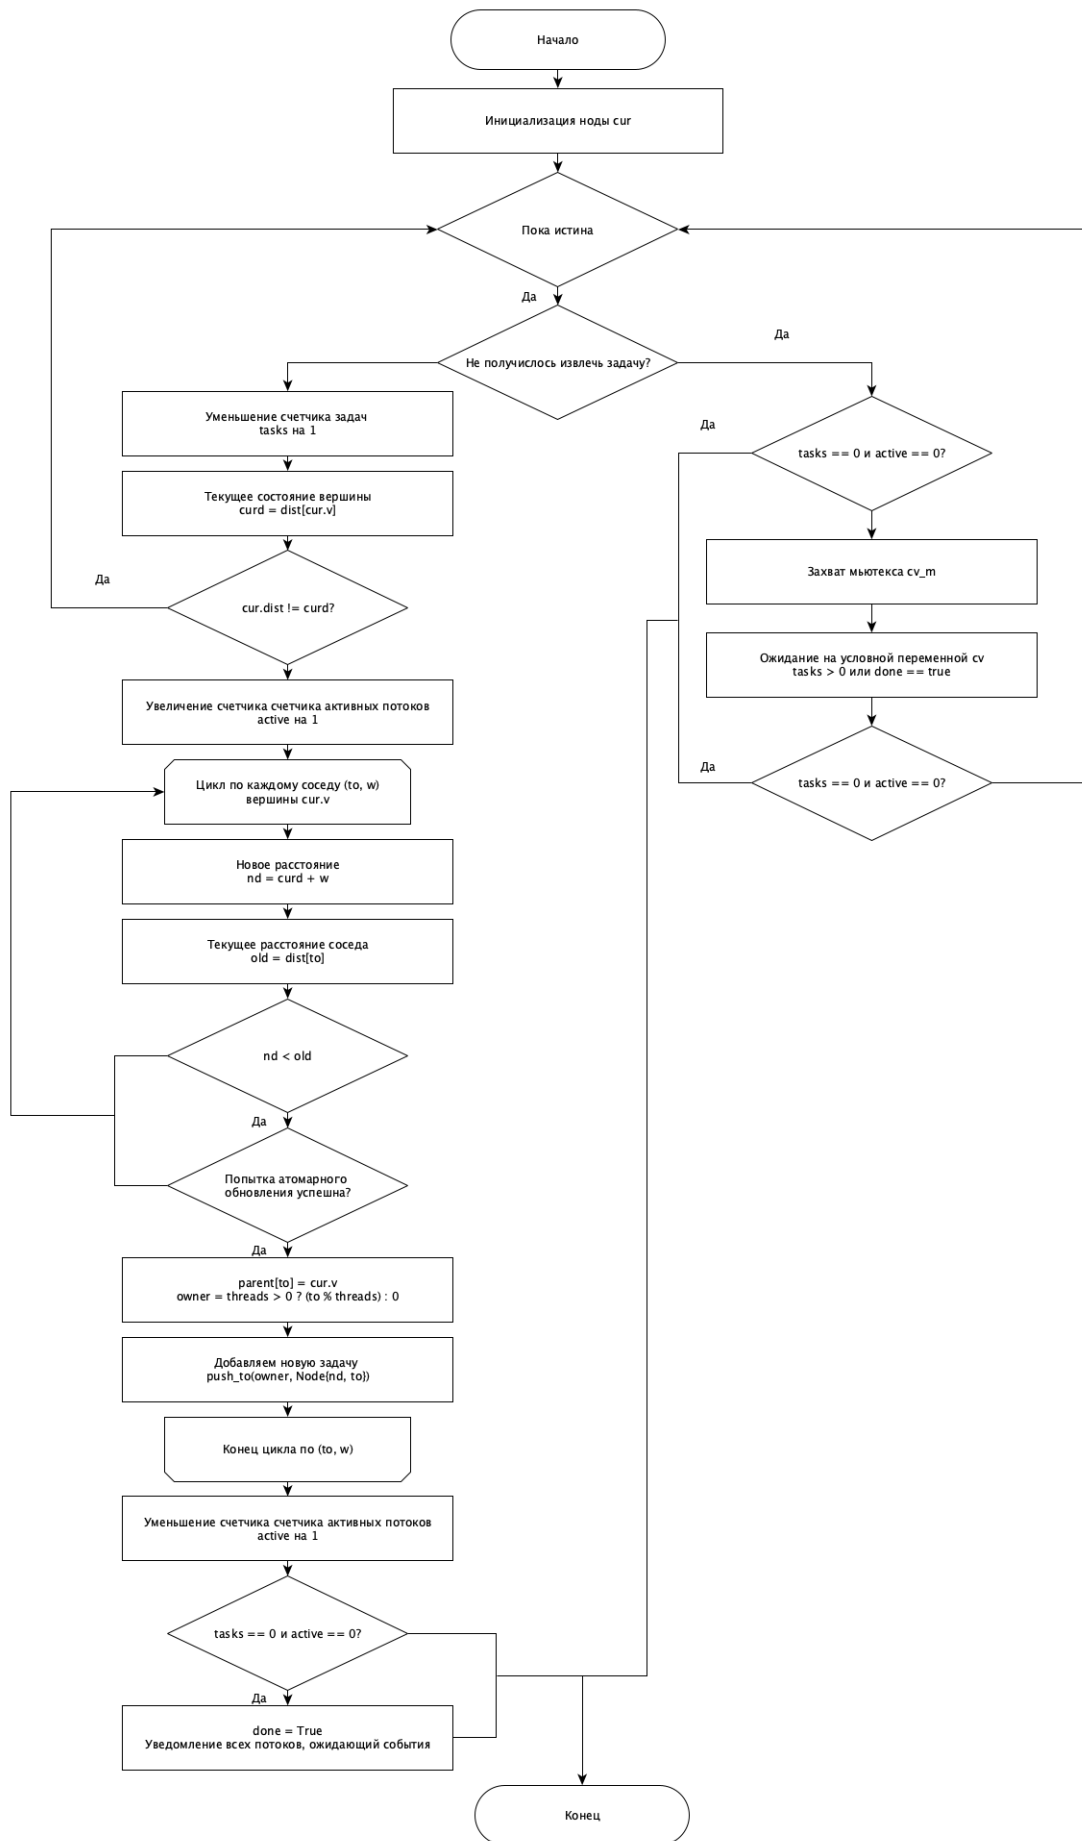 Начало
Инициализация ноды cur
Пока истина
Да
Не получислось извлечь задачу?
Да
Уменьшение счетчика задач
tasks на 1
Текущее состояние вершины
curd = dist[cur.v]
Да
cur.dist != curd?
Увеличение счетчика счетчика активных потоков
active на 1
Цикл по каждому соседу (to, w)
вершины cur.v
Новое расстояние
nd = curd + w
Текущее расстояние соседа
old = dist[to]
nd < old
Да
Попытка атомарного
обновления успешна?
Да
parent[to] = cur.v
owner = threads > 0 ? (to % threads) : 0
Добавляем новую задачу
push_to(owner, Node{nd, to})
Конец цикла по (to, w)
Уменьшение счетчика счетчика активных потоков
active на 1
tasks == 0 и active == 0?
Да
done = True
Уведомление всех потоков, ожидающий события
Да
tasks == 0 и active == 0?
Захват мьютекса cv_m
Ожидание на условной переменной cv
tasks > 0 или done == true
Да
tasks == 0 и active == 0?
Конец